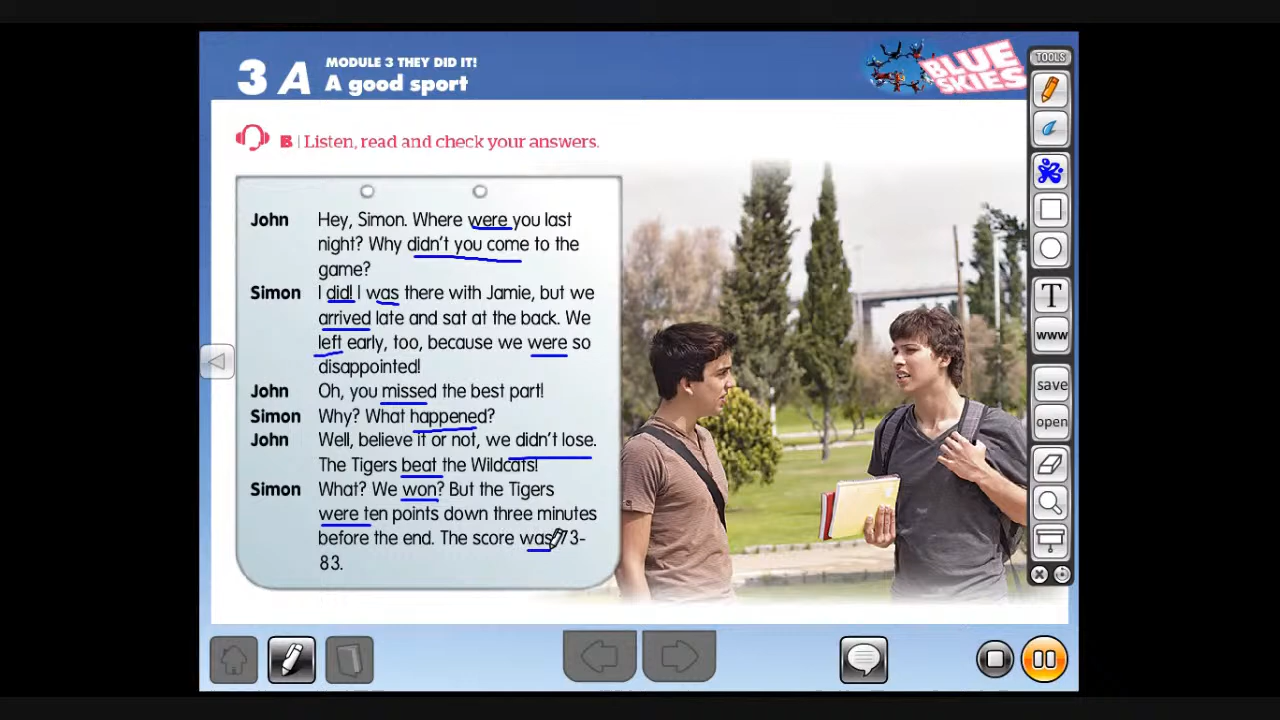 3 A
MODULE 3 THEY DID IT!
A good sport
BLUE
SKIES
TOOLS
B | Listen, read and check your answers.
John Hey, Simon. Where were you last
night? Why didn't you come to the
game?
Simon I did! I was there with Jamie, but we
arrived late and sat at the back. We
left early, too, because we were so
disappointed!
John Oh, you missed the best part!
Simon Why? What happened?
John Well, believe it or not, we didn't lose.
The Tigers beat the Wildcats!
Simon What? We won? But the Tigers
were ten points down three minutes
before the end. The score was 73-
83.
T
www
save
open